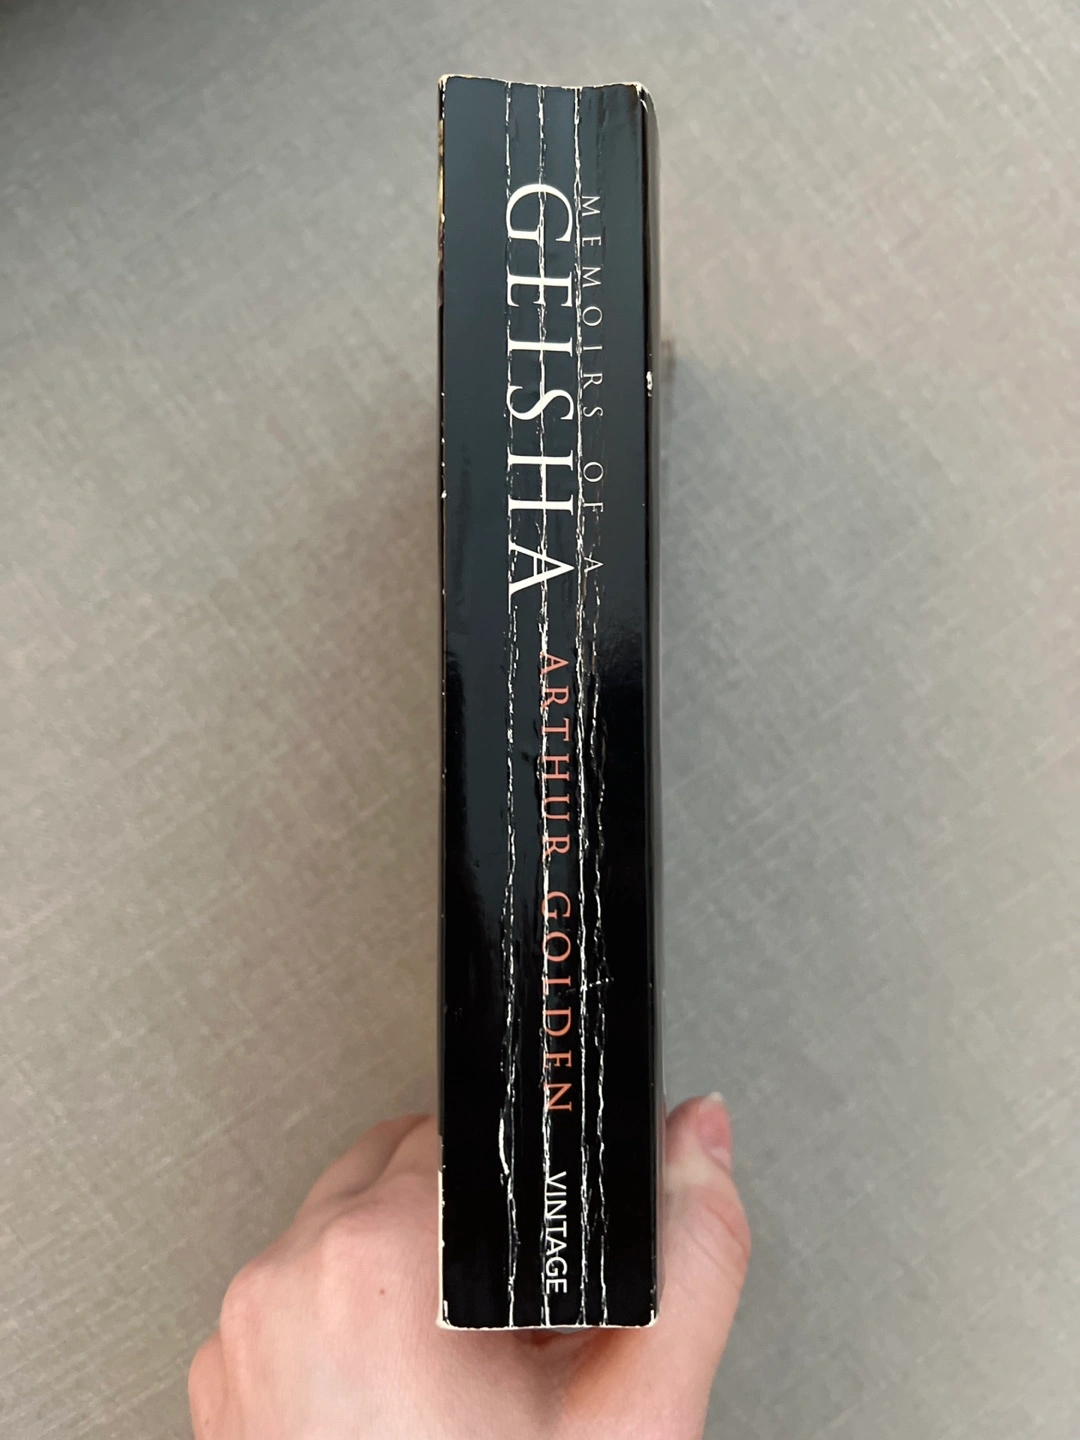 MEMOIRS OF A
GEISHA
ARTHUR GOLDEN
VINTAGE